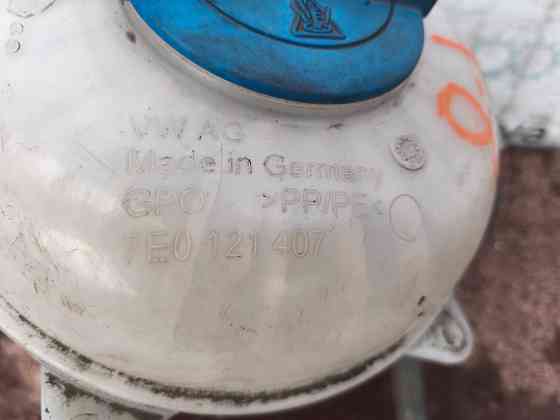 VW AG
Made in Germany
GPO >PP/PE<
7E0 121 407